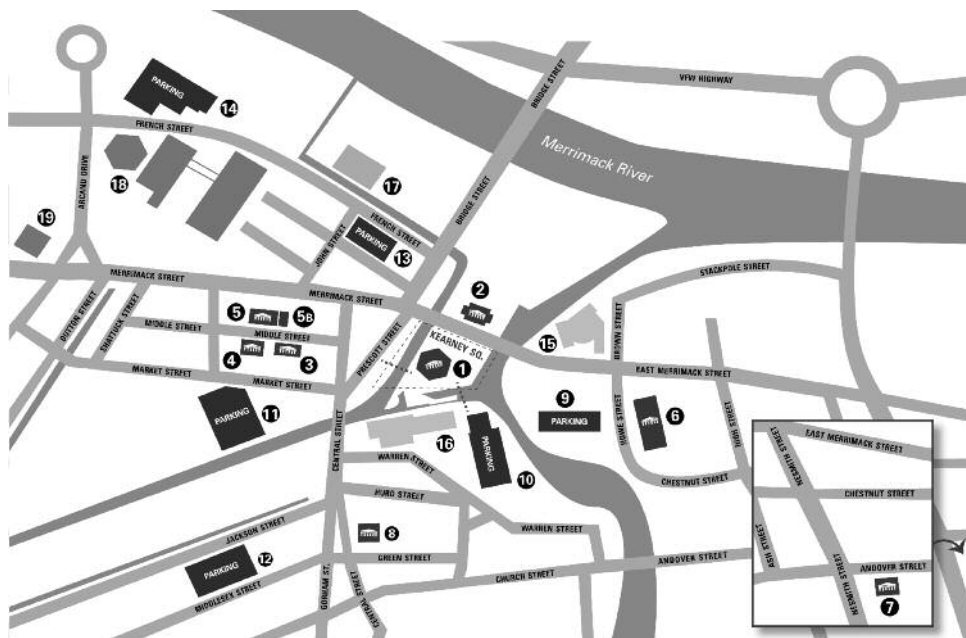 VFW HIGHWAY
BRIDGE STREET
PARKING
14
FRENCH STREET
Merrimack River
ARCAND DRIVE
18
17
BRIDGE STREET
19
FRENCH STREET
JOHN STREET
PARKING
13
STACKPOLE STREET
MERRIMACK STREET
MERRIMACK STREET
2
DUTTON STREET
SHATTUCK STREET
5
5B
MIDDLE STREET
MIDDLE STREET
PRESCOTT STREET
KEARNEY SQ.
15
BROWN STREET
4
3
1
MARKET STREET
MARKET STREET
EAST MERRIMACK STREET
PARKING
11
9
PARKING
HOWE STREET
6
HIGH STREET
CENTRAL STREET
16
PARKING
10
WARREN STREET
CHESTNUT STREET
HURD STREET
WARREN STREET
JACKSON STREET
8
GREEN STREET
PARKING
12
MIDDLESEX STREET
GORHAM ST.
CENTRAL STREET
CHURCH STREET
ANDOVER STREET
EAST MERRIMACK STREET
NESMITH STREET
CHESTNUT STREET
ASH STREET
ANDOVER STREET
NESMITH STREET
7